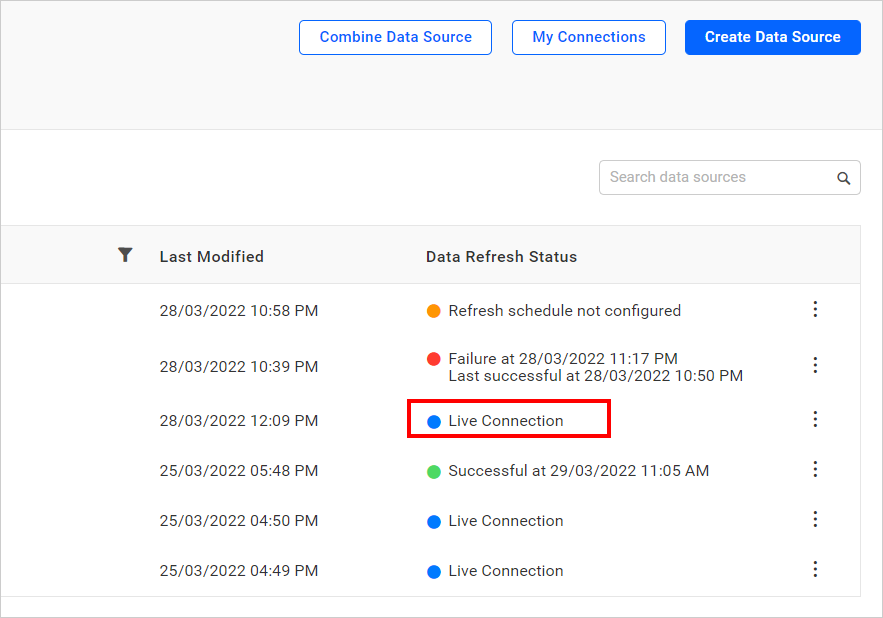 Combine Data Source My Connections Create Data Source
Search data sources
Last Modified Data Refresh Status
28/03/2022 10:58 PM Refresh schedule not configured
28/03/2022 10:39 PM Failure at 28/03/2022 11:17 PM
Last successful at 28/03/2022 10:50 PM
28/03/2022 12:09 PM Live Connection
25/03/2022 05:48 PM Successful at 29/03/2022 11:05 AM
25/03/2022 04:50 PM Live Connection
25/03/2022 04:49 PM Live Connection